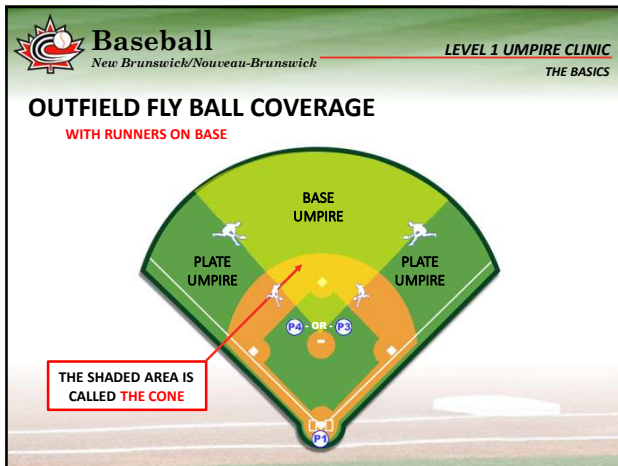 Baseball
New Brunswick/Nouveau-Brunswick
LEVEL 1 UMPIRE CLINIC
THE BASICS
OUTFIELD FLY BALL COVERAGE
WITH RUNNERS ON BASE
BASE
UMPIRE
PLATE
UMPIRE
PLATE
UMPIRE
P4 - OR - P3
THE SHADED AREA IS
CALLED THE CONE
P1